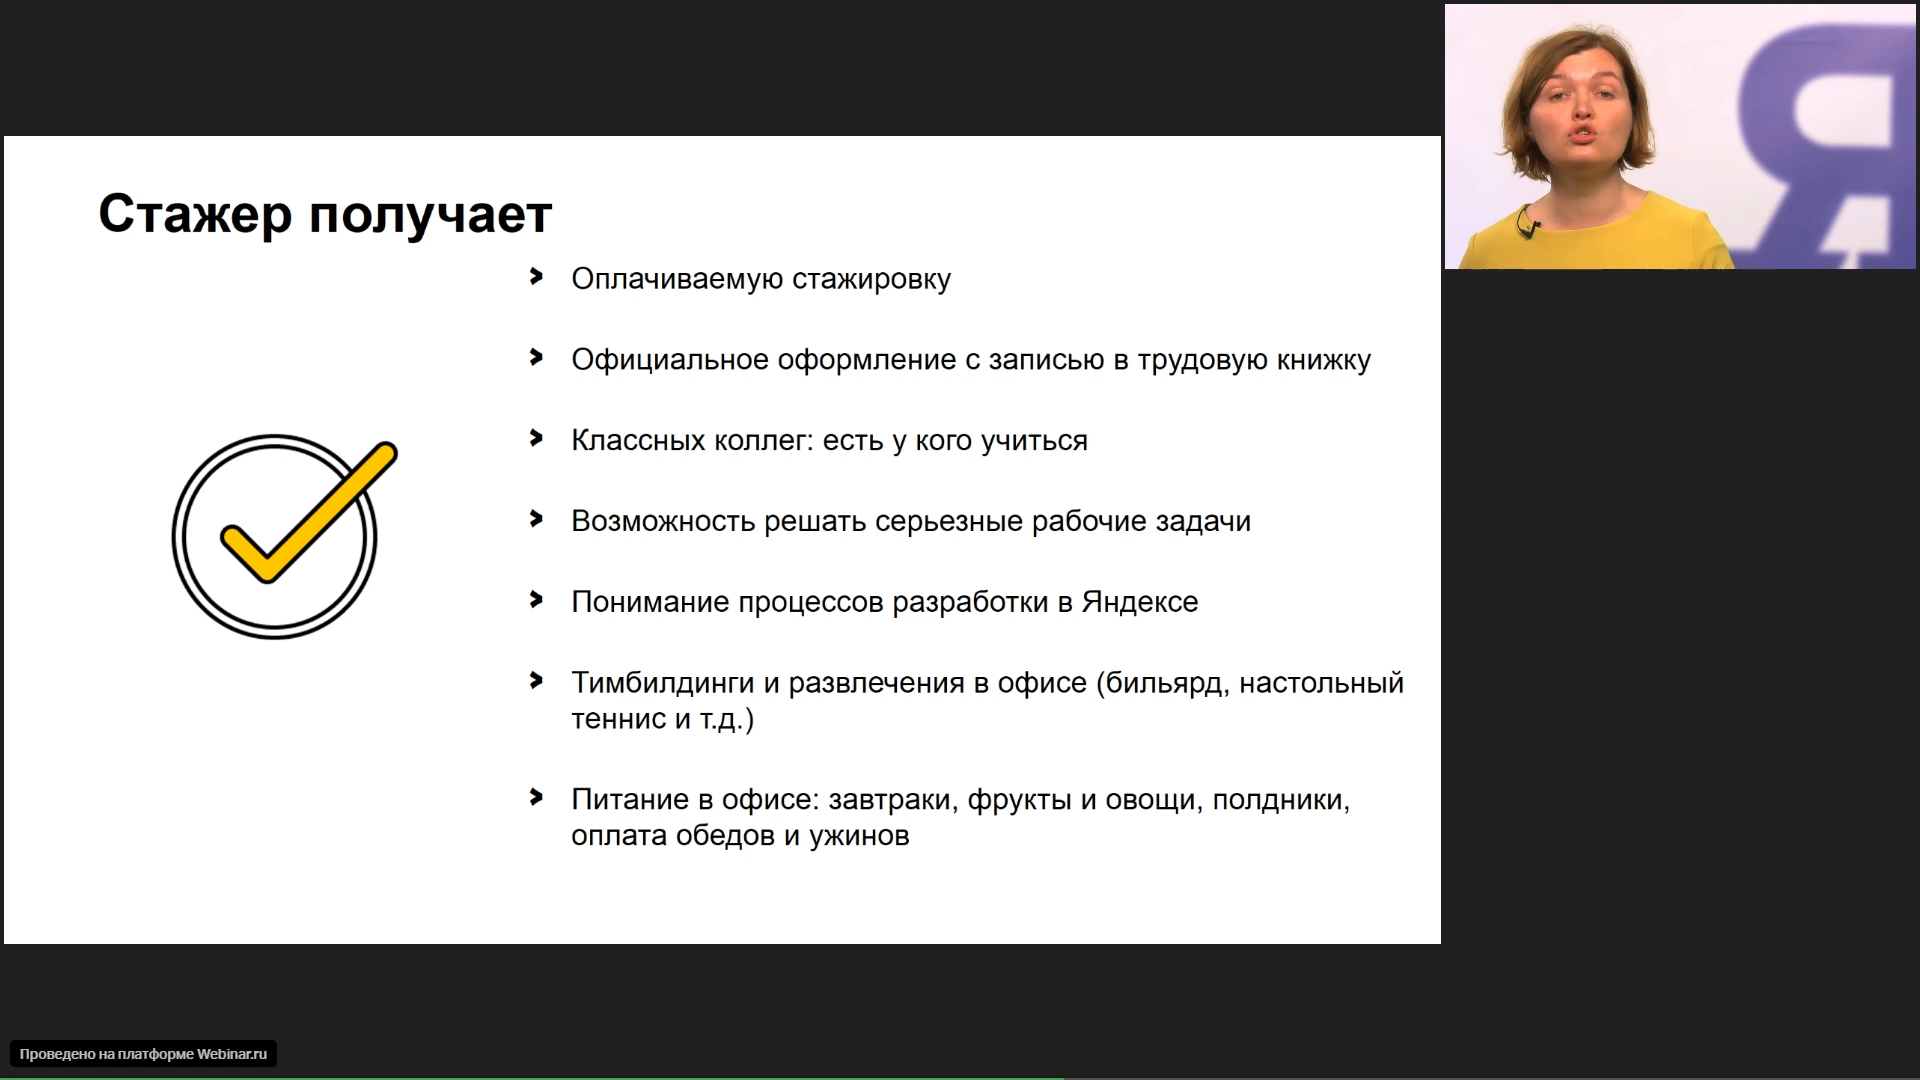 Стажер получает
Оплачиваемую стажировку
Официальное оформление с записью в трудовую книжку
Классных коллег: есть у кого учиться
Возможность решать серьезные рабочие задачи
Понимание процессов разработки в Яндексе
Тимбилдинги и развлечения в офисе (бильярд, настольный
теннис и т.д.)
Питание в офисе: завтраки, фрукты и овощи, полдники,
оплата обедов и ужинов
Я
Проведено на платформе Webinar.ru